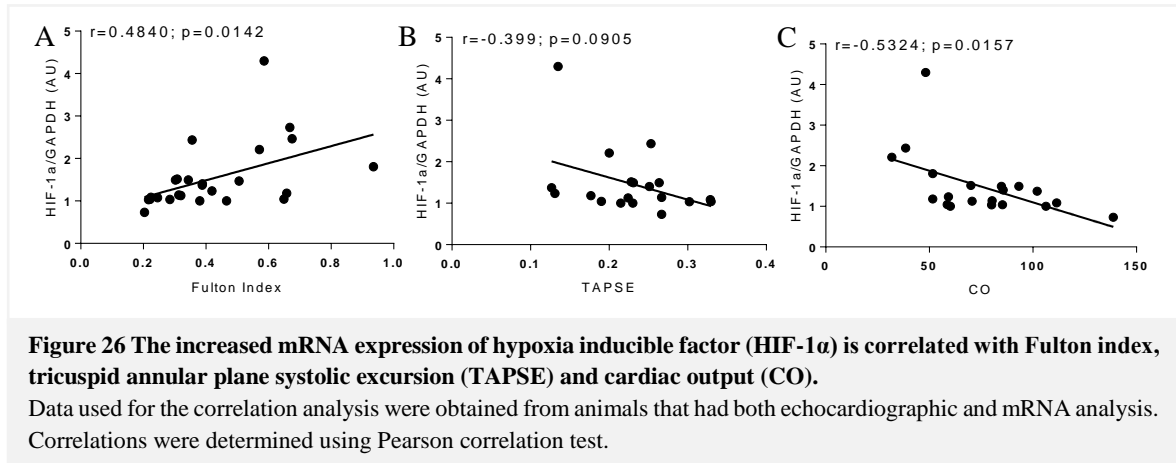 A
r=0.4840; p=0.0142
HIF-1a/GAPDH (AU)
5
4
3
2
1
0
0.0 0.2 0.4 0.6 0.8 1.0
Fulton Index
B
r=-0.399; p=0.0905
HIF-1a/GAPDH (AU)
5
4
3
2
1
0
0.0 0.1 0.2 0.3 0.4
TAPSE
C
r=-0.5324; p=0.0157
HIF-1a/GAPDH (AU)
5
4
3
2
1
0
0 50 100 150
CO
Figure 26 The increased mRNA expression of hypoxia inducible factor (HIF-1α) is correlated with Fulton index,
tricuspid annular plane systolic excursion (TAPSE) and cardiac output (CO).
Data used for the correlation analysis were obtained from animals that had both echocardiographic and mRNA analysis.
Correlations were determined using Pearson correlation test.